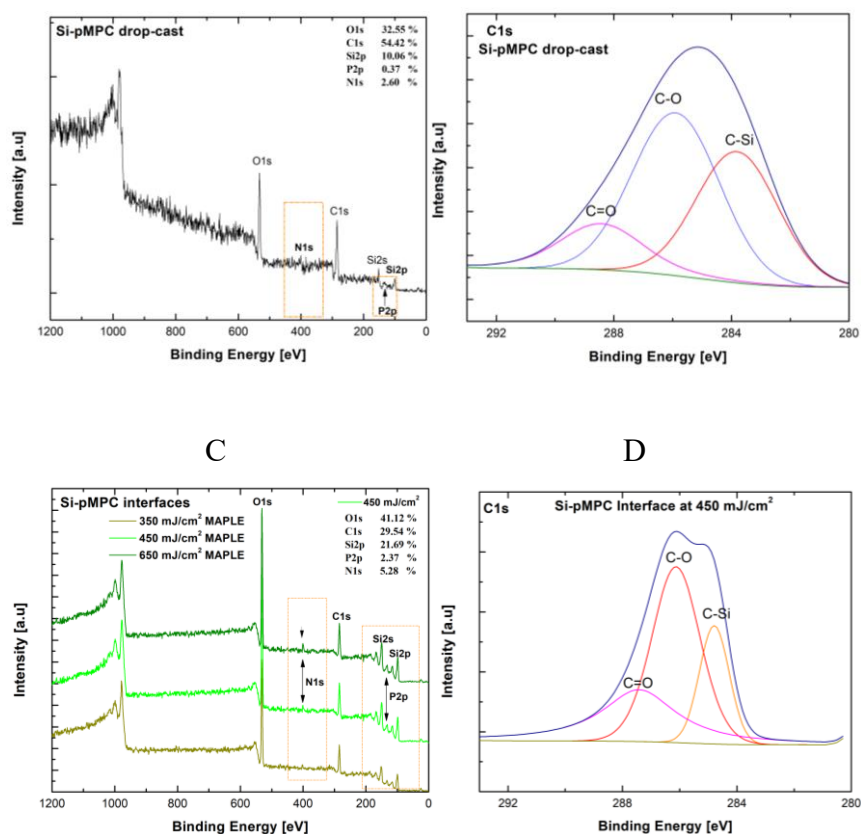 Si-pMPC drop-cast
O1s 32.55 %
C1s 54.42 %
Si2p 10.06 %
P2p 0.37 %
N1s 2.60 %
O1s
C1s
N1s
Si2s
Si2p
P2p
Intensity [a.u]
1200 1000 800 600 400 200 0
Binding Energy [eV]
C1s
Si-pMPC drop-cast
C-O
C-Si
C=O
Intensity [a.u]
292 288 284 280
Binding Energy [eV]
C
D
Si-pMPC interfaces
350 mJ/cm² MAPLE
450 mJ/cm² MAPLE
650 mJ/cm² MAPLE
O1s
450 mJ/cm²
O1s 41.12 %
C1s 29.54 %
Si2p 21.69 %
P2p 2.37 %
N1s 5.28 %
C1s
Si2s
Si2p
N1s
P2p
Intensity [a.u]
1200 1000 800 600 400 200 0
Binding Energy [eV]
C1s
Si-pMPC Interface at 450 mJ/cm²
C-O
C-Si
C=O
Intensity [a.u]
292 288 284 280
Binding Energy [eV]